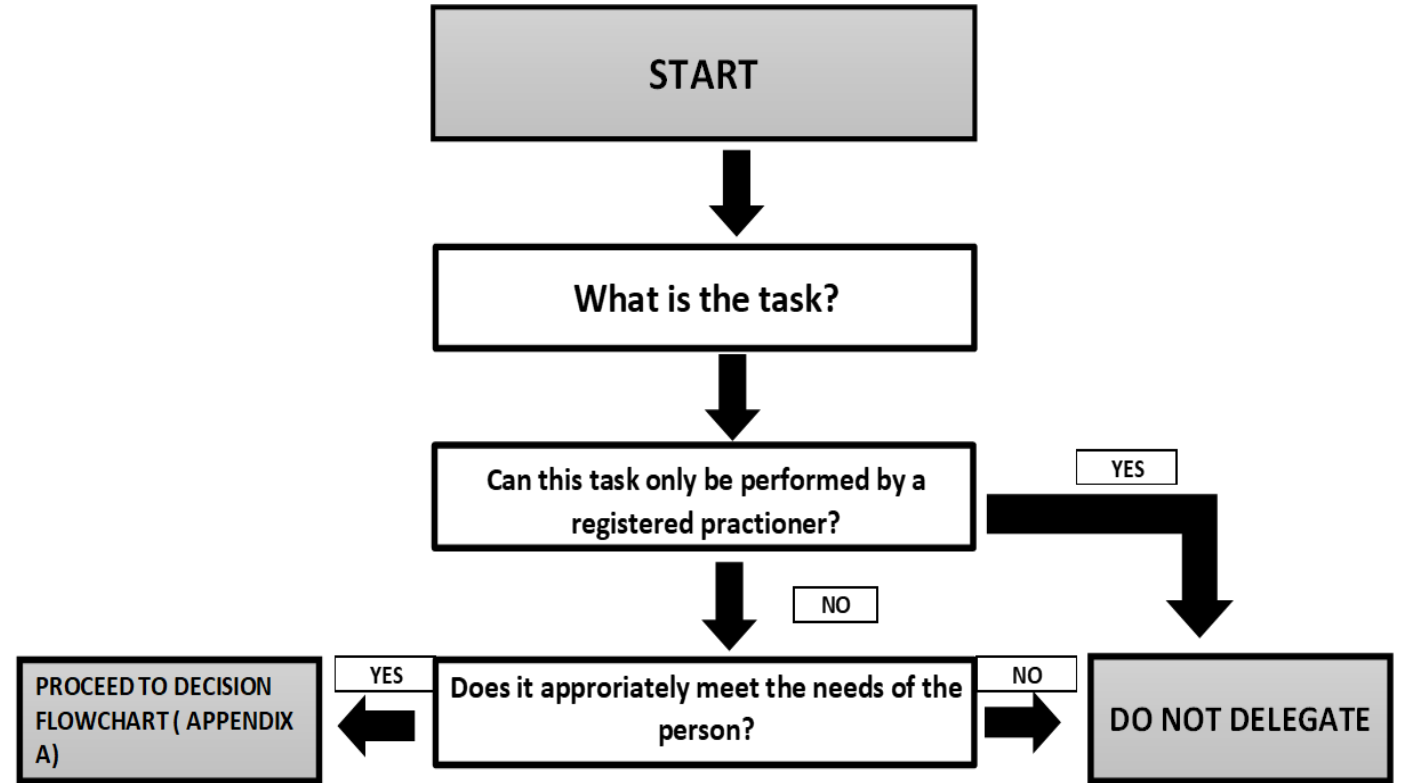 START
What is the task?
Can this task only be performed by a
registered practioner?
YES
NO
PROCEED TO DECISION
FLOWCHART ( APPENDIX
A)
YES
Does it approriately meet the needs of the
person?
NO
DO NOT DELEGATE